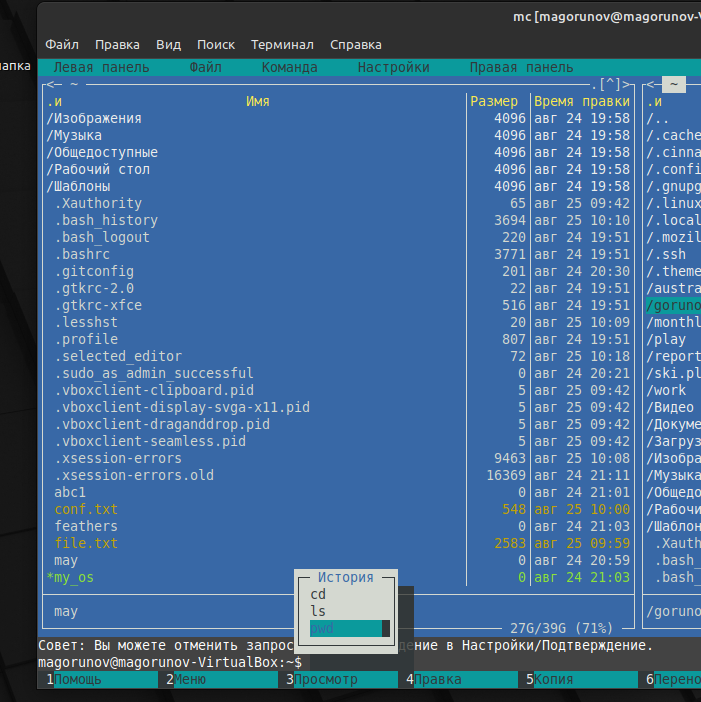 mc [magorunov@magorunov-V
Файл Правка Вид Поиск Терминал Справка
апка
Левая панель Файл Команда Настройки Правая панель
<─ ~ .[^]> <─ ~
.и Имя Размер Время правки .и
/Изображения 4096 авг 24 19:58 /..
/Музыка 4096 авг 24 19:58 /.cache
/Общедоступные 4096 авг 24 19:58 /.cinna
/Рабочий стол 4096 авг 24 19:58 /.confi
/Шаблоны 4096 авг 24 19:58 /.gnupg
.Xauthority 65 авг 25 09:42 /.linux
.bash_history 3694 авг 25 10:10 /.local
.bash_logout 220 авг 24 19:51 /.mozil
.bashrc 3771 авг 24 19:51 /.ssh
.gitconfig 201 авг 24 20:30 /.theme
.gtkrc-2.0 22 авг 24 19:51 /austra
.gtkrc-xfce 516 авг 24 19:51 /goruno
.lesshst 20 авг 25 10:09 /monthl
.profile 807 авг 24 19:51 /play
.selected_editor 72 авг 25 10:18 /report
.sudo_as_admin_successful 0 авг 24 20:21 /ski.pl
.vboxclient-clipboard.pid 5 авг 25 09:42 /work
.vboxclient-display-svga-x11.pid 5 авг 25 09:42 /Видео
.vboxclient-draganddrop.pid 5 авг 25 09:42 /Докуме
.vboxclient-seamless.pid 5 авг 25 09:42 /Загруз
.xsession-errors 9463 авг 25 10:08 /Изобра
.xsession-errors.old 16369 авг 24 21:11 /Музыка
abc1 0 авг 24 21:01 /Общедо
conf.txt 548 авг 25 10:00 /Рабочи
feathers 0 авг 24 21:03 /Шаблон
file.txt 2583 авг 25 09:59 .Xauth
may 0 авг 24 20:59 .bash_
*my_os 0 авг 24 21:03 .bash_
История
cd
ls
pwd
may /goruno
27G/39G (71%)
Совет: Вы можете отменить запрос дение в Настройки/Подтверждение.
magorunov@magorunov-VirtualBox:~$
1Помощь 2Меню 3Просмотр 4Правка 5Копия 6Перено